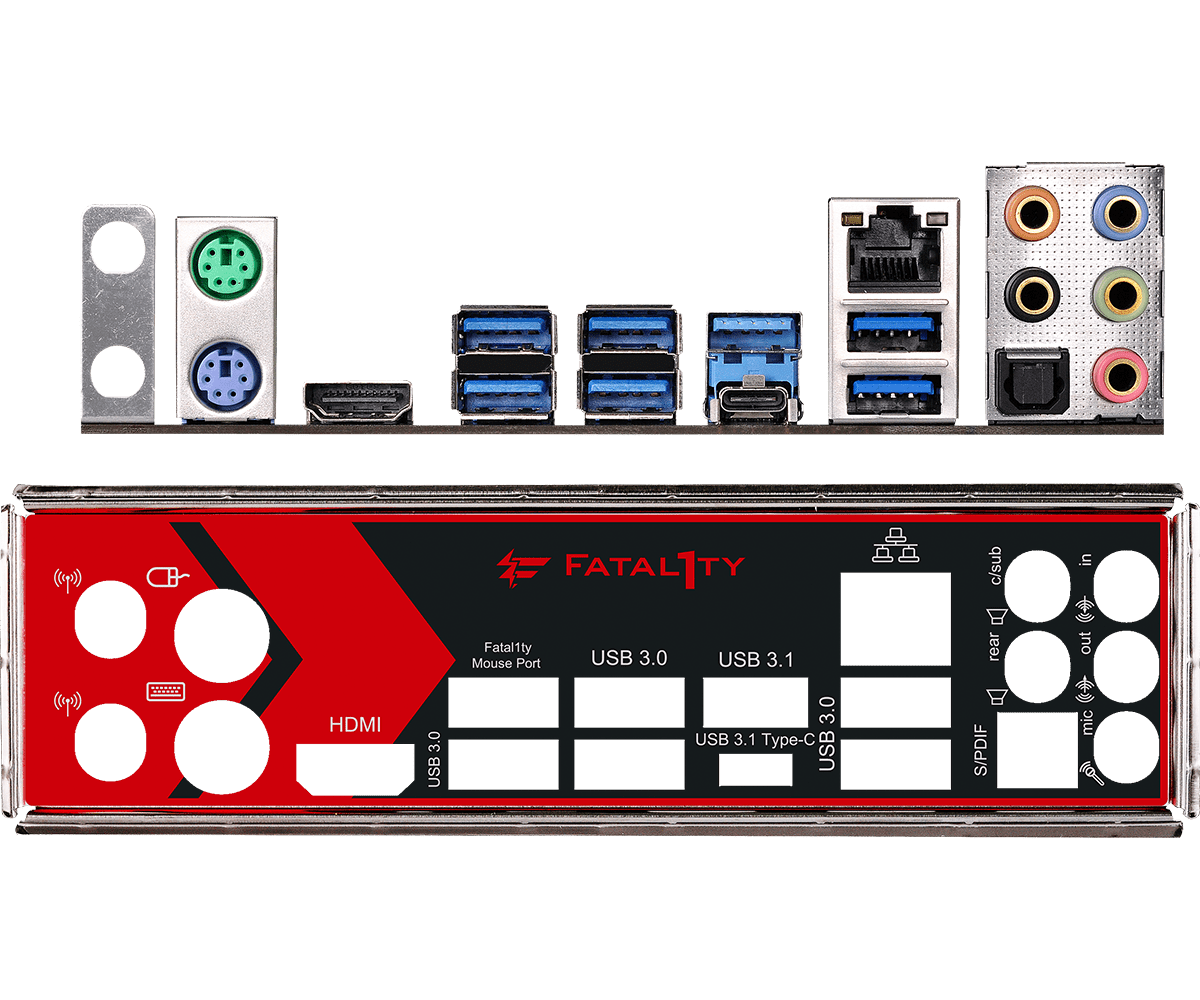 FATAL1TY
Fatal1ty
Mouse Port
USB 3.0
USB 3.1
HDMI
USB 3.0
USB 3.1 Type-C
USB 3.0
S/PDIF
c/sub
rear
in
out
mic